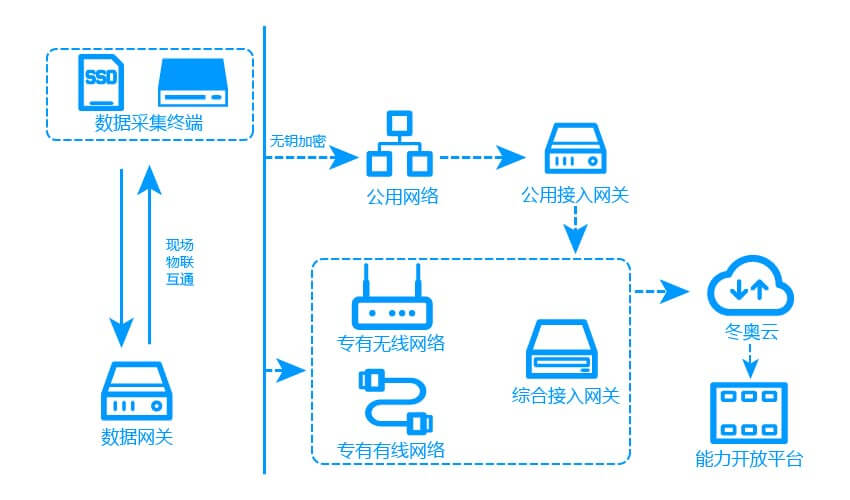 SSD
数据采集终端
现场
物联
互通
数据网关
无钥加密
公用网络
公用接入网关
专有无线网络
专有有线网络
综合接入网关
冬奥云
能力开放平台